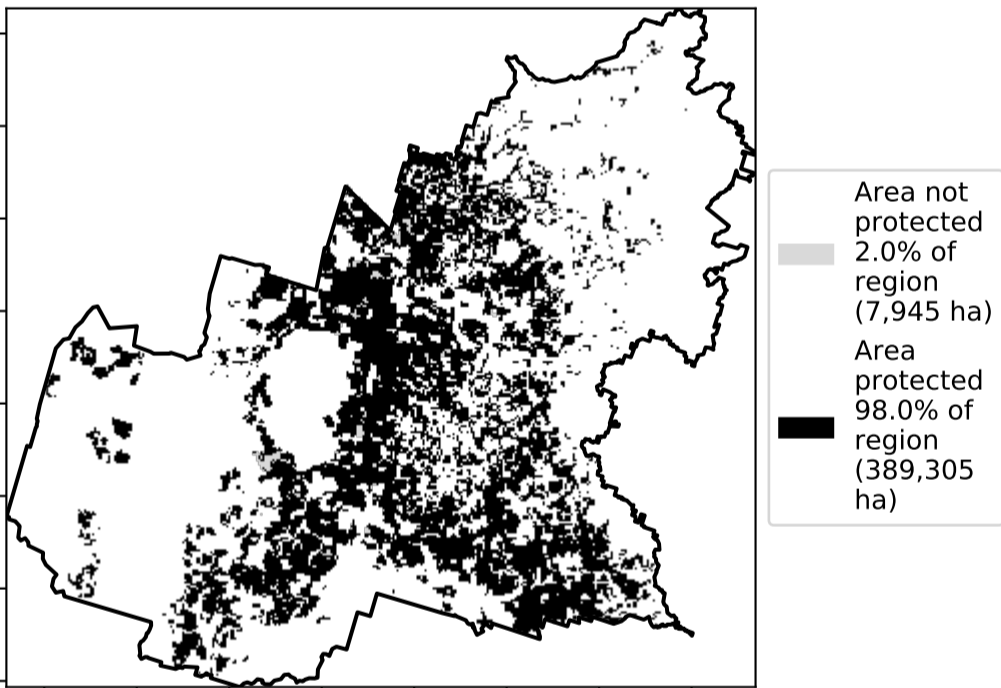 Area not
protected
2.0% of
region
(7,945 ha)
Area
protected
98.0% of
region
(389,305
ha)